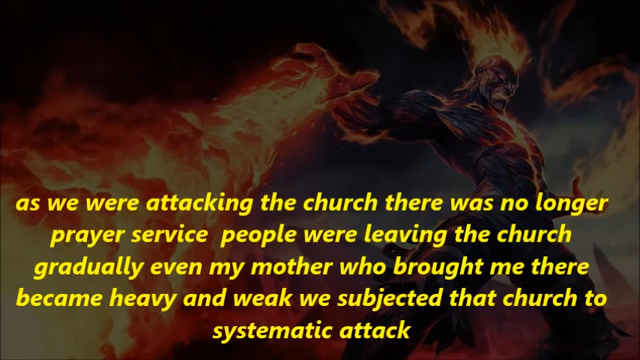 as we were attacking the church there was no longer
prayer service people were leaving the church
gradually even my mother who brought me there
became heavy and weak we subjected that church to
systematic attack